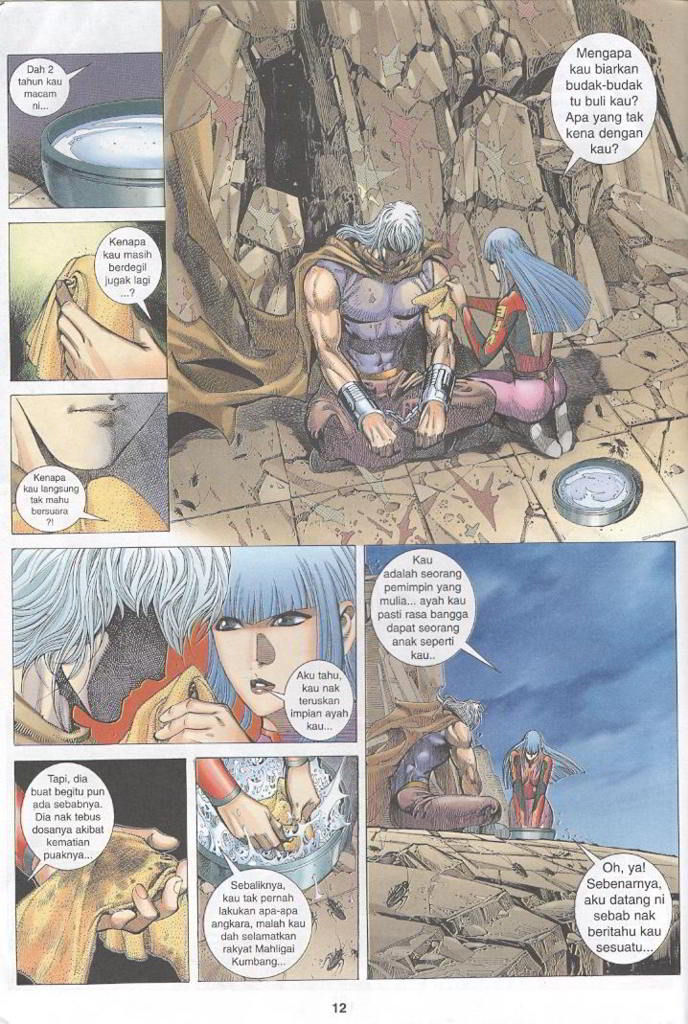 Dah 2
tahun kau
macam
ni...
Mengapa
kau biarkan
budak-budak
tu buli kau?
Apa yang tak
kena dengan
kau?
Kenapa
kau masih
berdegil
jugak lagi
...?
Kenapa
kau langsung
tak mahu
bersuara
?!
Aku tahu,
kau nak
teruskan
impian ayah
kau...
Kau
adalah seorang
pemimpin yang
mulia... ayah kau
pasti rasa bangga
dapat seorang
anak seperti
kau..
Tapi, dia
buat begitu pun
ada sebabnya.
Dia nak tebus
dosanya akibat
kematian
puaknya...
Sebaliknya,
kau tak pernah
lakukan apa-apa
angkara, malah kau
dah selamatkan
rakyat Mahligai
Kumbang...
Oh, ya!
Sebenarnya,
aku datang ni
sebab nak
beritahu kau
sesuatu...
12